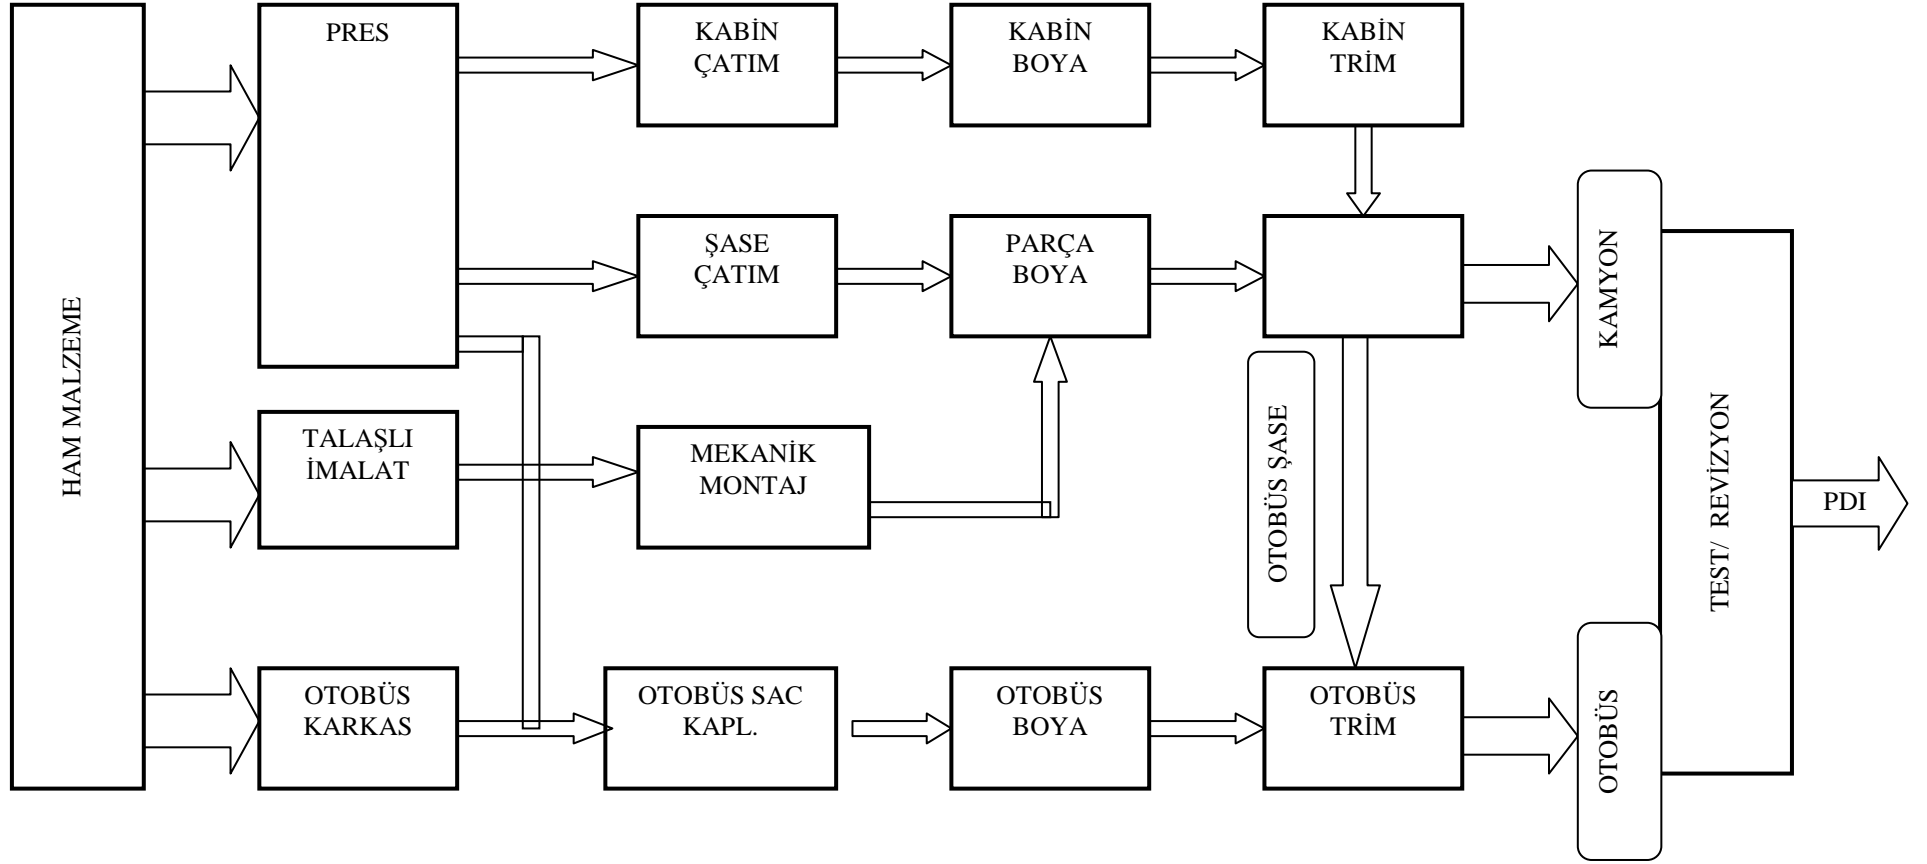 HAM MALZEME
PRES
KABİN
ÇATIM
KABİN
BOYA
KABİN
TRİM
ŞASE
ÇATIM
PARÇA
BOYA
KAMYON
TALAŞLI
İMALAT
MEKANİK
MONTAJ
OTOBÜS ŞASE
TEST/ REVİZYON
PDI
OTOBÜS
KARKAS
OTOBÜS SAC
KAPL.
OTOBÜS
BOYA
OTOBÜS
TRİM
OTOBÜS